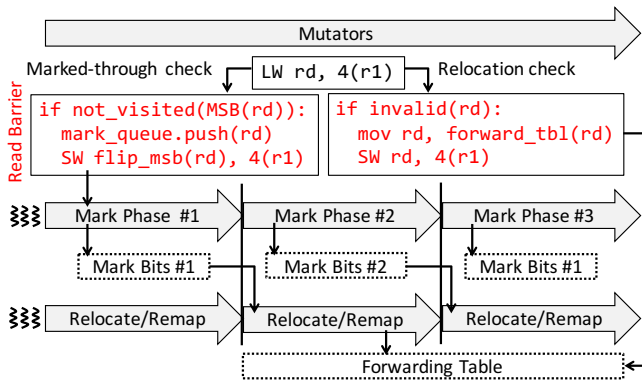 Mutators
Marked-through check
LW rd, 4(r1)
Relocation check
Read Barrier
if not_visited(MSB(rd)):
mark_queue.push(rd)
SW flip_msb(rd), 4(r1)
if invalid(rd):
mov rd, forward_tbl(rd)
SW rd, 4(r1)
Mark Phase #1
Mark Phase #2
Mark Phase #3
Mark Bits #1
Mark Bits #2
Mark Bits #1
Relocate/Remap
Relocate/Remap
Relocate/Remap
Forwarding Table